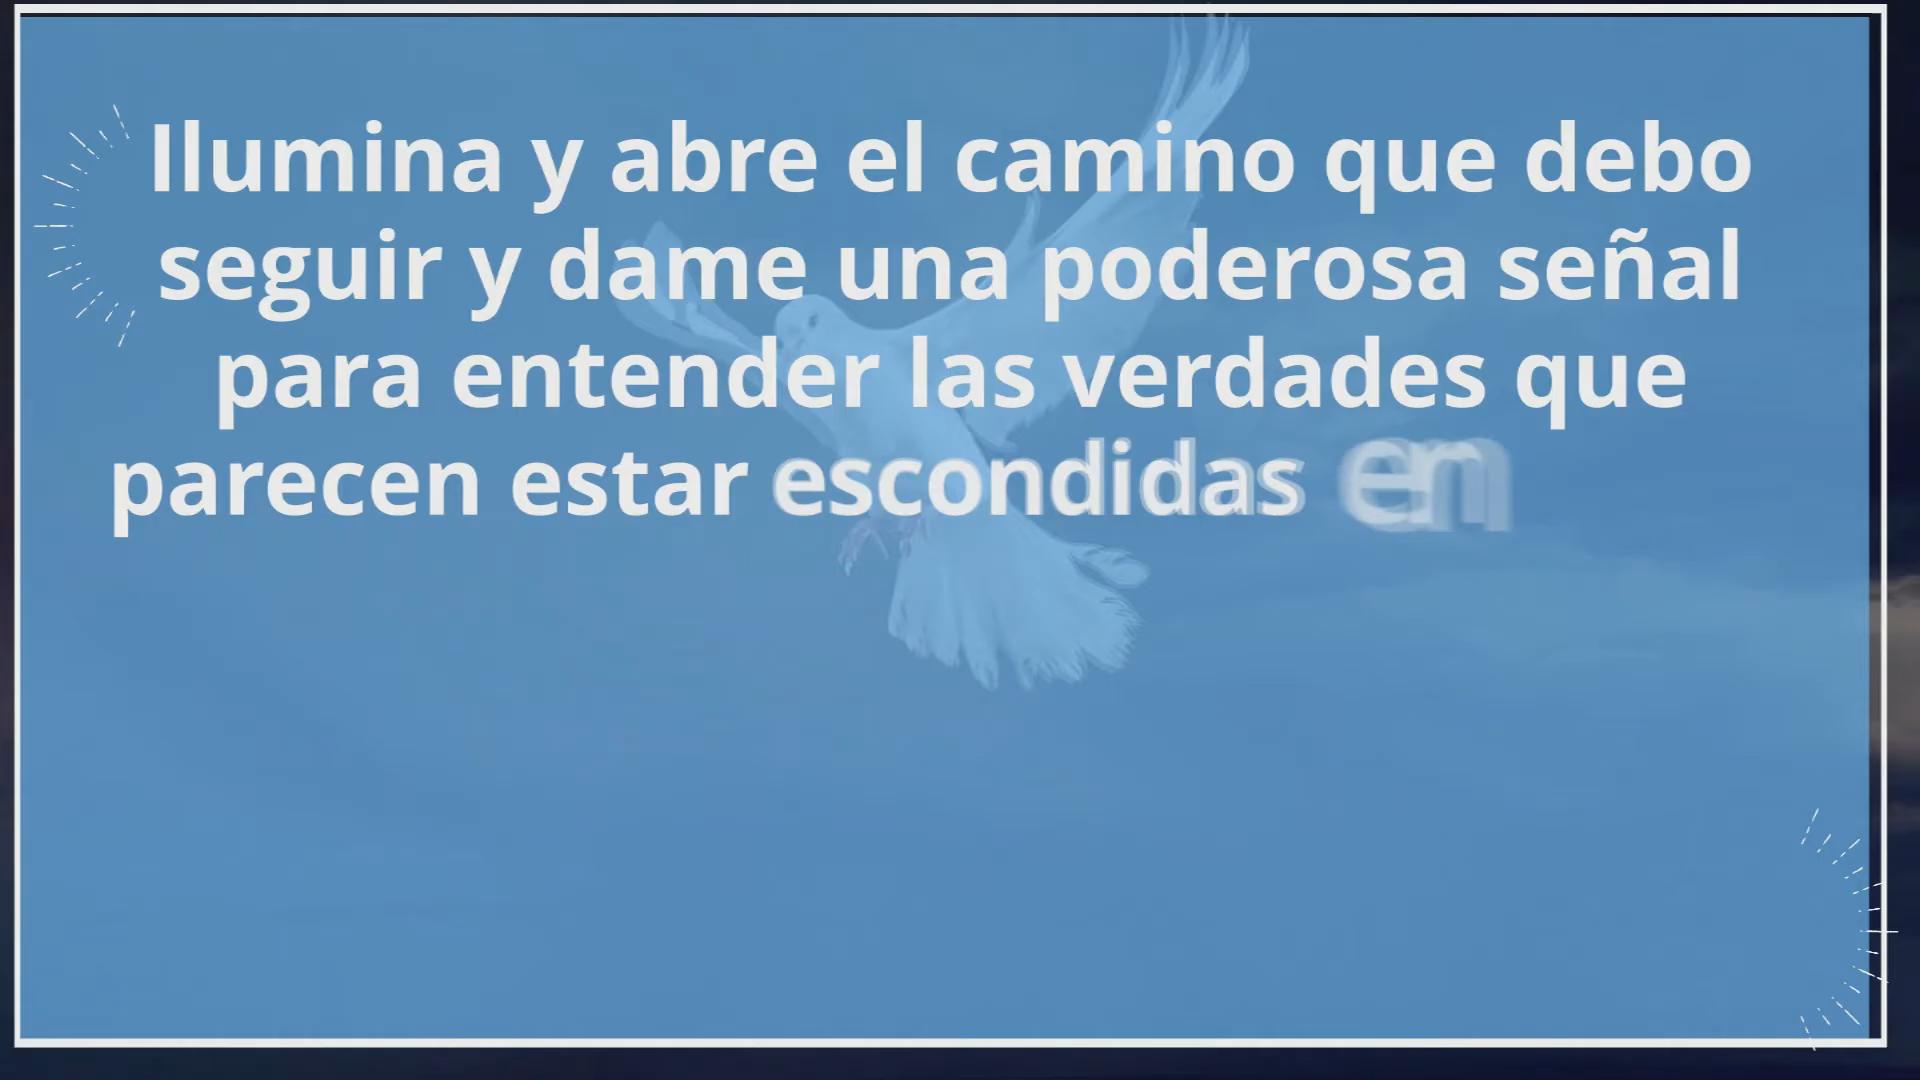 Ilumina y abre el camino que debo
seguir y dame una poderosa señal
para entender las verdades que
parecen estar escondidas en